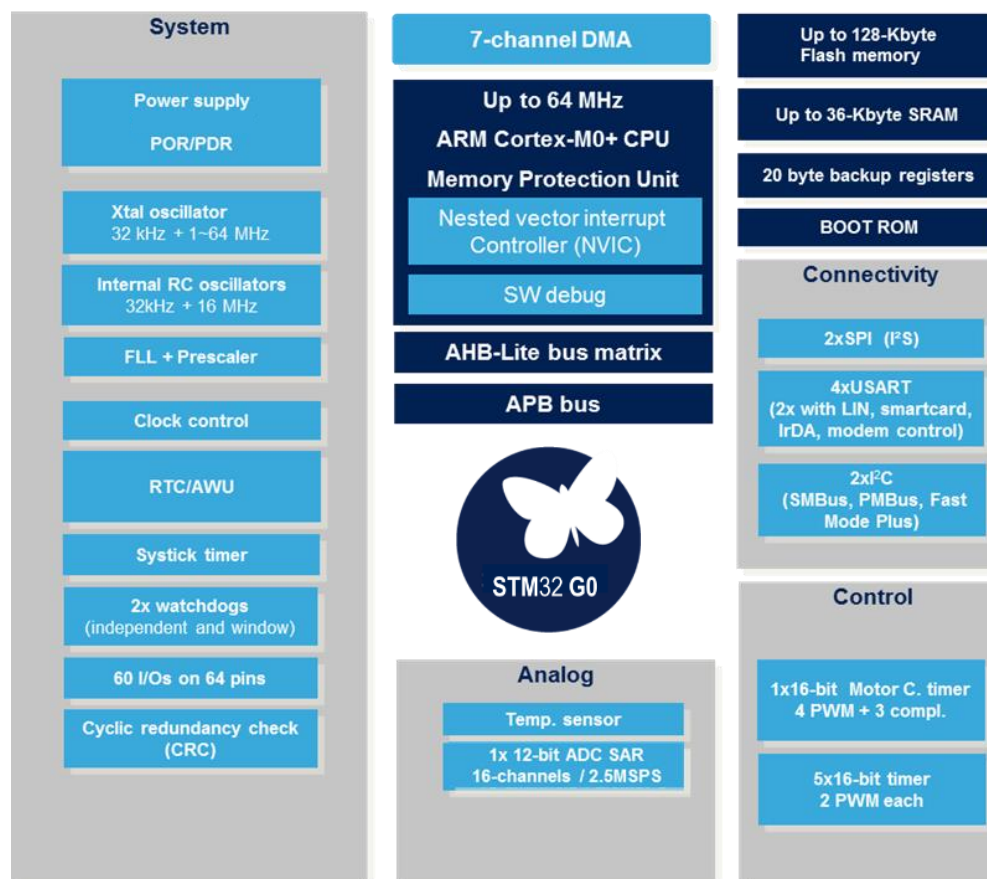 System
Power supply
POR/PDR
Xtal oscillator
32 kHz + 1~64 MHz
Internal RC oscillators
32kHz + 16 MHz
FLL + Prescaler
Clock control
RTC/AWU
Systick timer
2x watchdogs
(independent and window)
60 I/Os on 64 pins
Cyclic redundancy check
(CRC)
7-channel DMA
Up to 64 MHz
ARM Cortex-M0+ CPU
Memory Protection Unit
Nested vector interrupt
Controller (NVIC)
SW debug
AHB-Lite bus matrix
APB bus
STM32 G0
Analog
Temp. sensor
1x 12-bit ADC SAR
16-channels / 2.5MSPS
Up to 128-Kbyte
Flash memory
Up to 36-Kbyte SRAM
20 byte backup registers
BOOT ROM
Connectivity
2xSPI (I²S)
4xUSART
(2x with LIN, smartcard,
IrDA, modem control)
2xI²C
(SMBus, PMBus, Fast
Mode Plus)
Control
1x16-bit Motor C. timer
4 PWM + 3 compl.
5x16-bit timer
2 PWM each